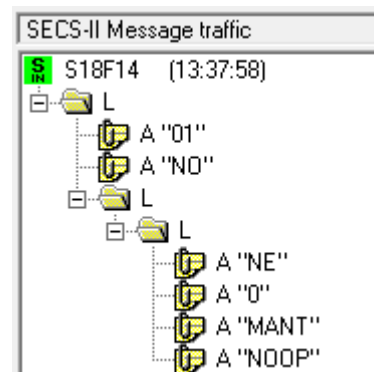 SECS-II Message traffic
S IN S18F14 (13:37:58)
L
A "01"
A "NO"
L
L
A "NE"
A "0"
A "MANT"
A "NOOP"